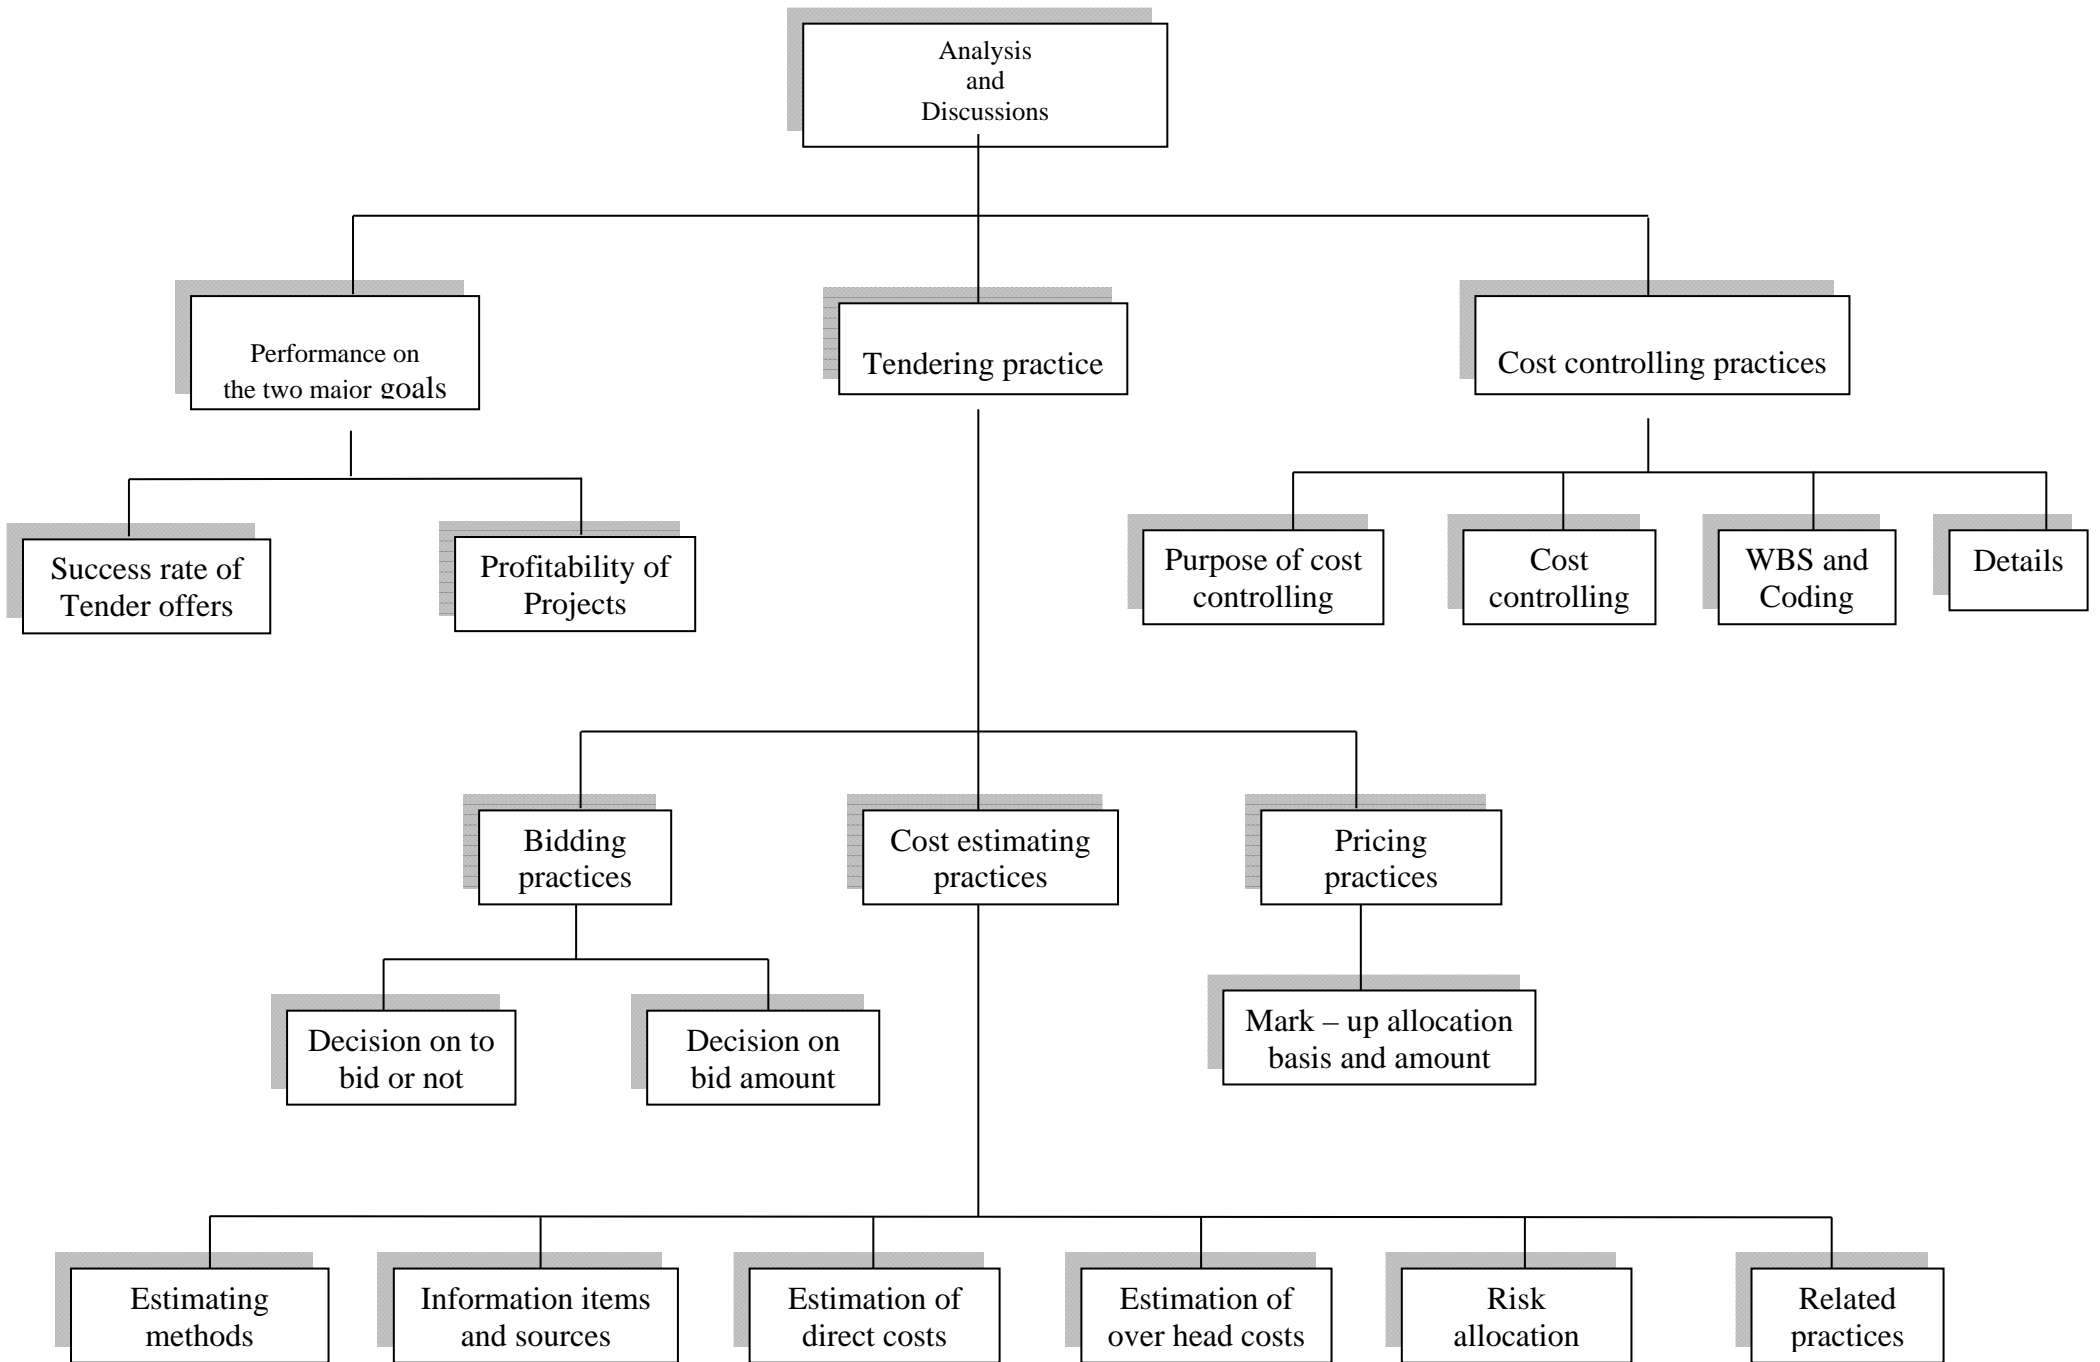 Analysis
and
Discussions
Performance on
the two major goals
Tendering practice
Cost controlling practices
Success rate of
Tender offers
Profitability of
Projects
Purpose of cost
controlling
Cost
controlling
WBS and
Coding
Details
Bidding
practices
Cost estimating
practices
Pricing
practices
Decision on to
bid or not
Decision on
bid amount
Mark – up allocation
basis and amount
Estimating
methods
Information items
and sources
Estimation of
direct costs
Estimation of
over head costs
Risk
allocation
Related
practices